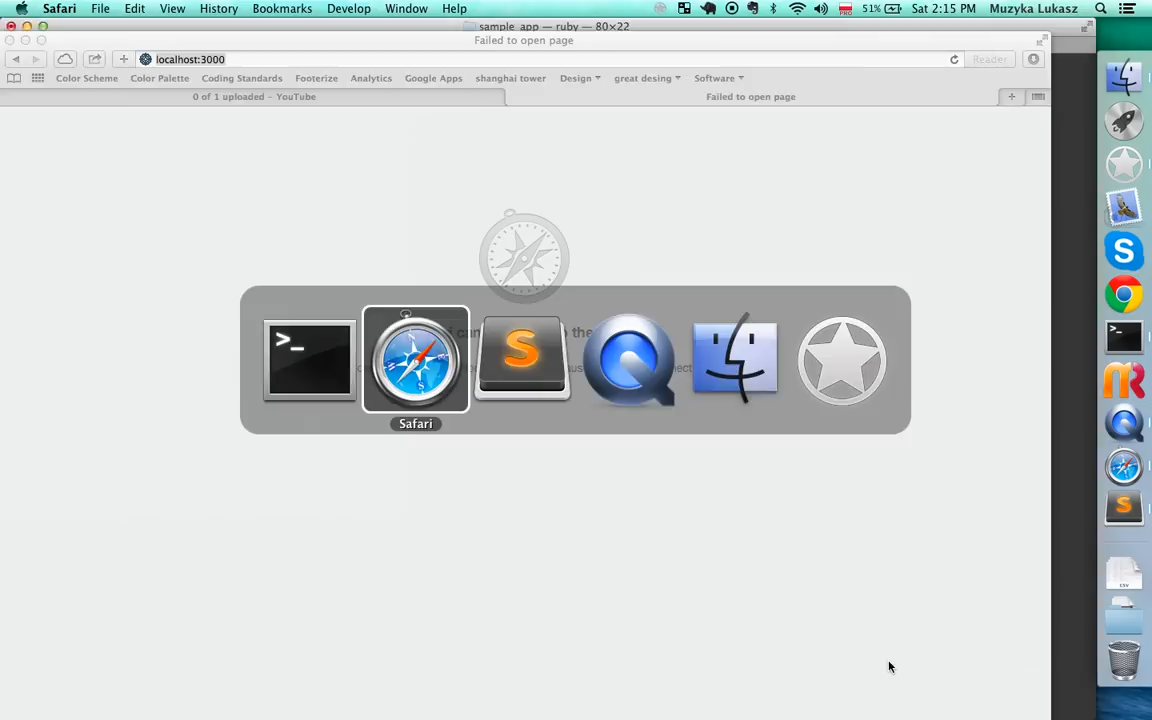 Safari File Edit View History Bookmarks Develop Window Help 51% Sat 2:15 PM Muzyka Lukasz
sample_app — ruby — 80×22
Failed to open page
localhost:3000 Reader
Color Scheme Color Palette Coding Standards Footerize Analytics Google Apps shanghai tower Design great desing Software
0 of 1 uploaded – YouTube Failed to open page
>_ S
Safari
S
>_
CSV
S